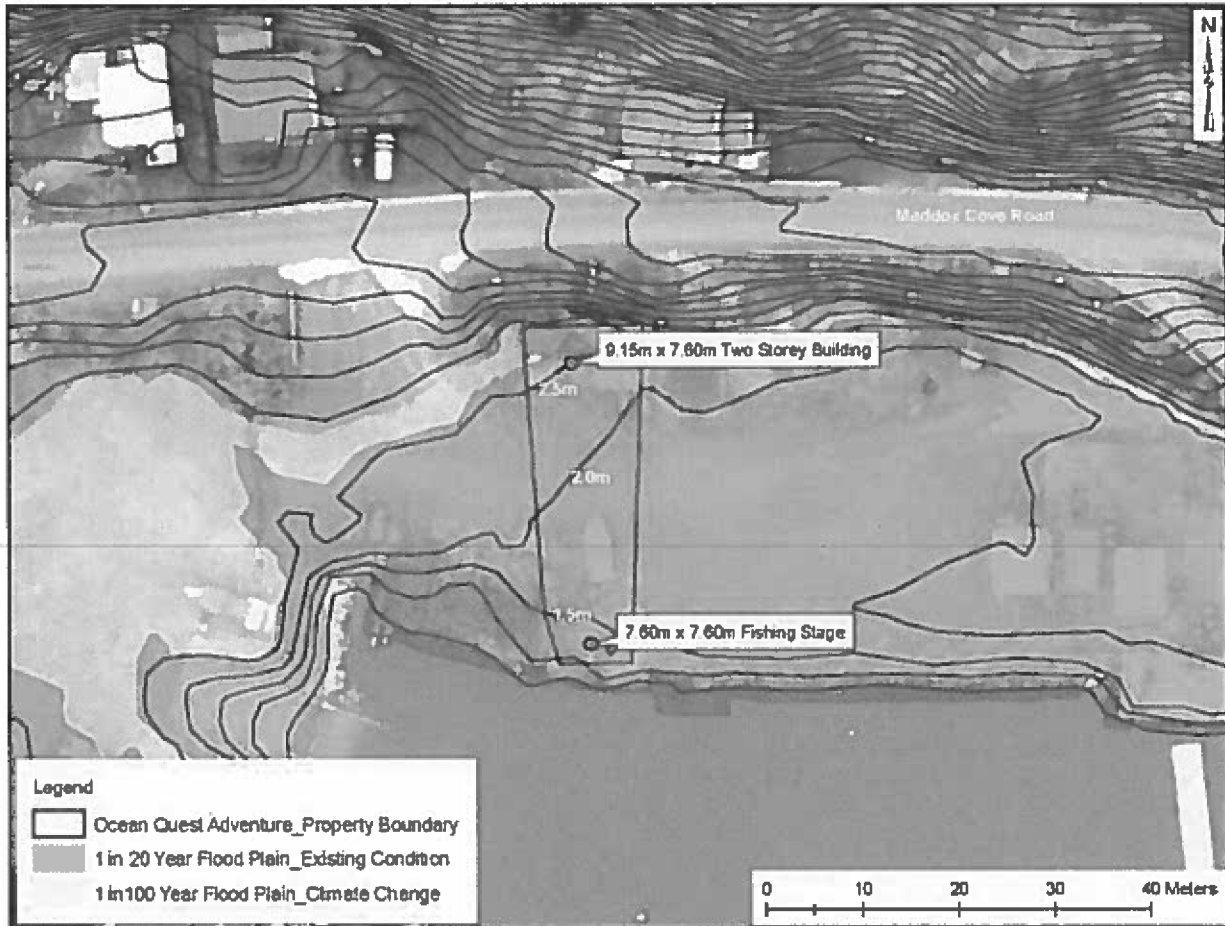 N
Maddox Cove Road
9.15m x 7.60m Two Storey Building
2.5m
2.0m
1.5m
7.60m x 7.60m Fishing Stage
Legend
Ocean Quest Adventure_Property Boundary
1 in 20 Year Flood Plain_Existing Condition
1 in100 Year Flood Plain_Climate Change
0 10 20 30 40 Meters